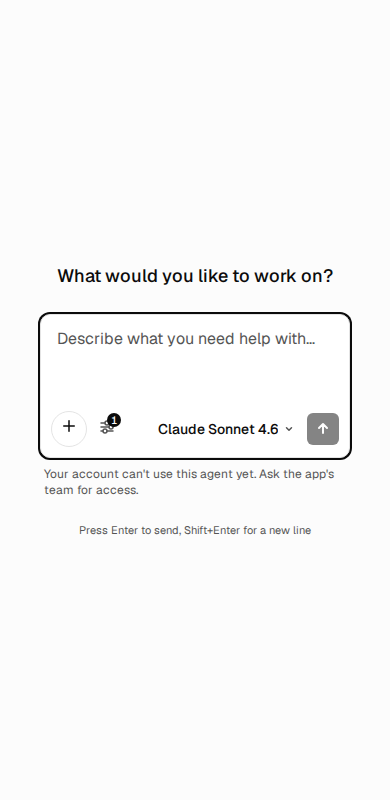 What would you like to work on?
Describe what you need help with...
1
Claude Sonnet 4.6
Your account can't use this agent yet. Ask the app's
team for access.
Press Enter to send, Shift+Enter for a new line